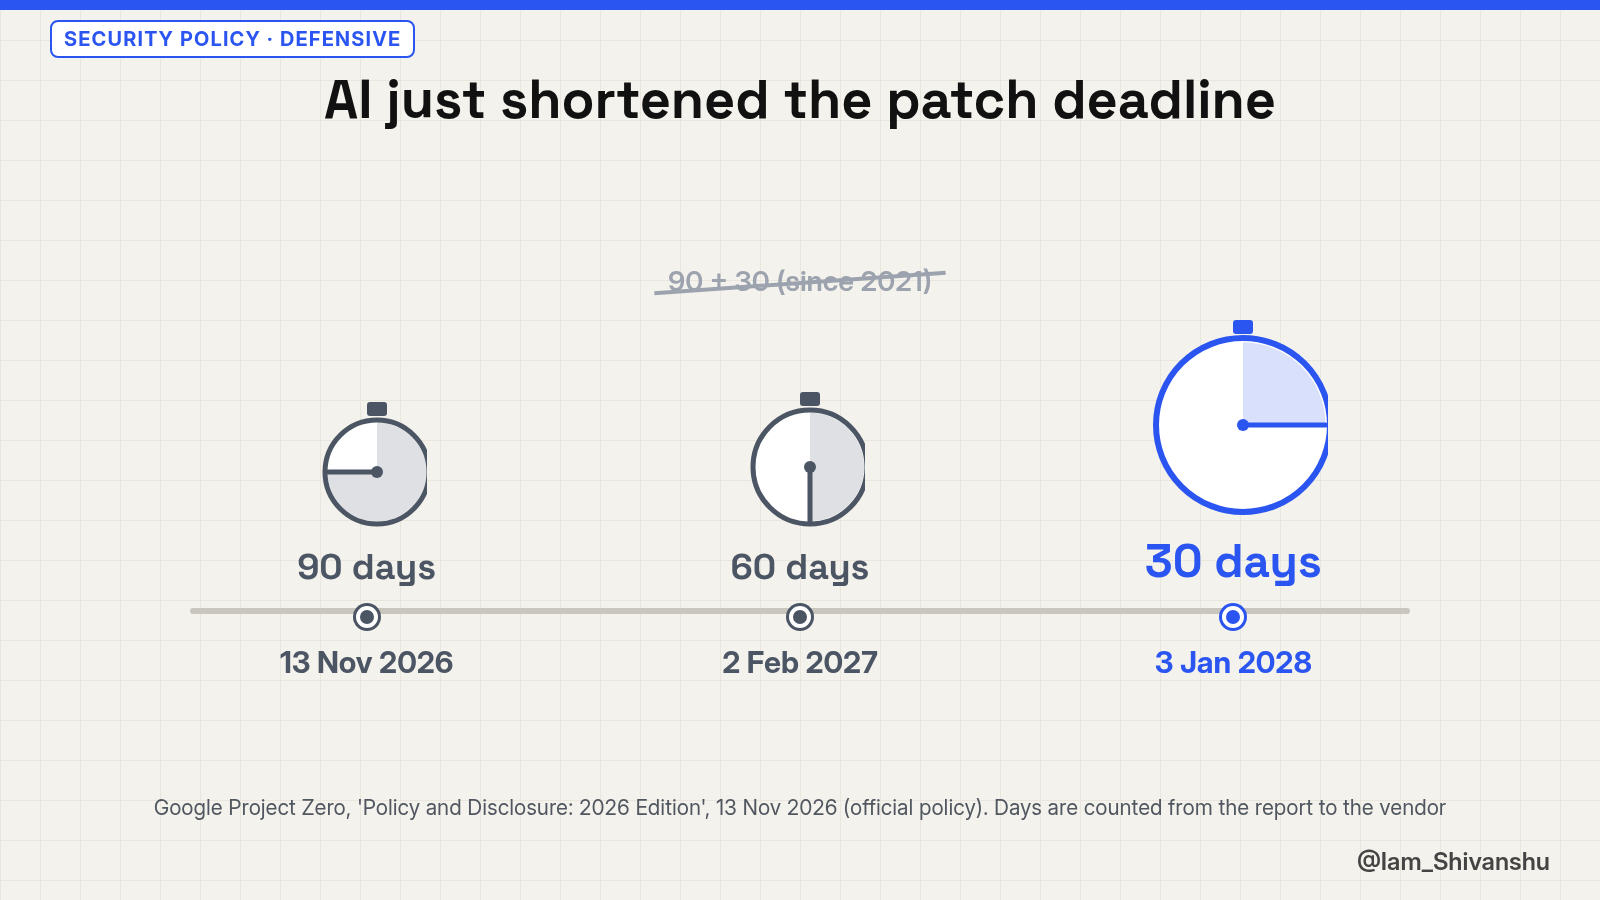 SECURITY POLICY · DEFENSIVE
AI just shortened the patch deadline
90 + 30 (since 2021)
90 days
60 days
30 days
13 Nov 2026
2 Feb 2027
3 Jan 2028
Google Project Zero, 'Policy and Disclosure: 2026 Edition', 13 Nov 2026 (official policy). Days are counted from the report to the vendor
@Iam_Shivanshu